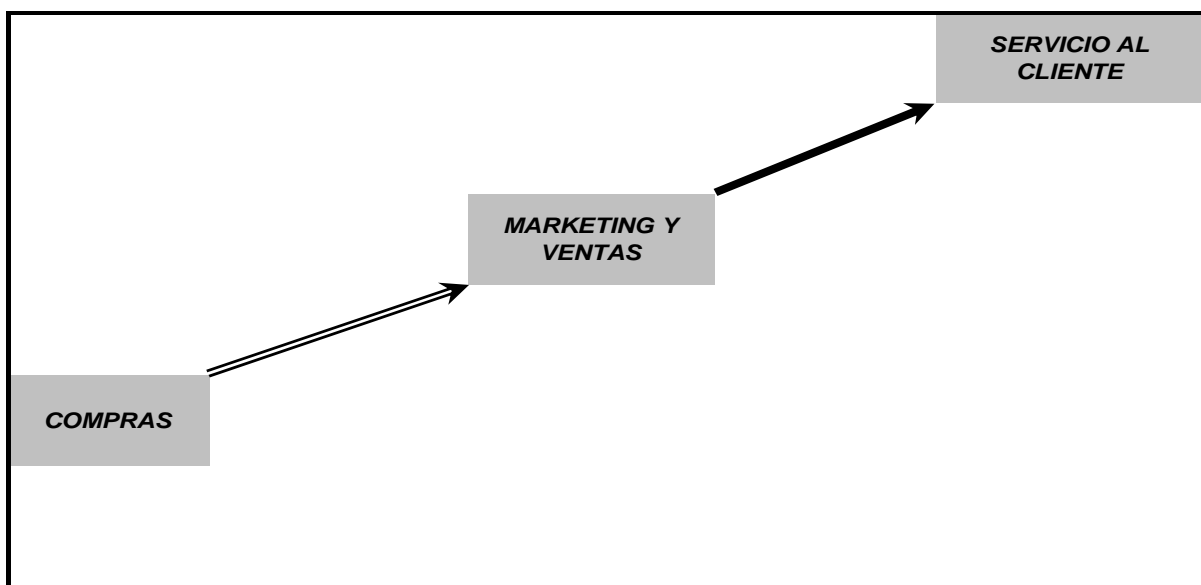 SERVICIO AL
CLIENTE
MARKETING Y
VENTAS
COMPRAS